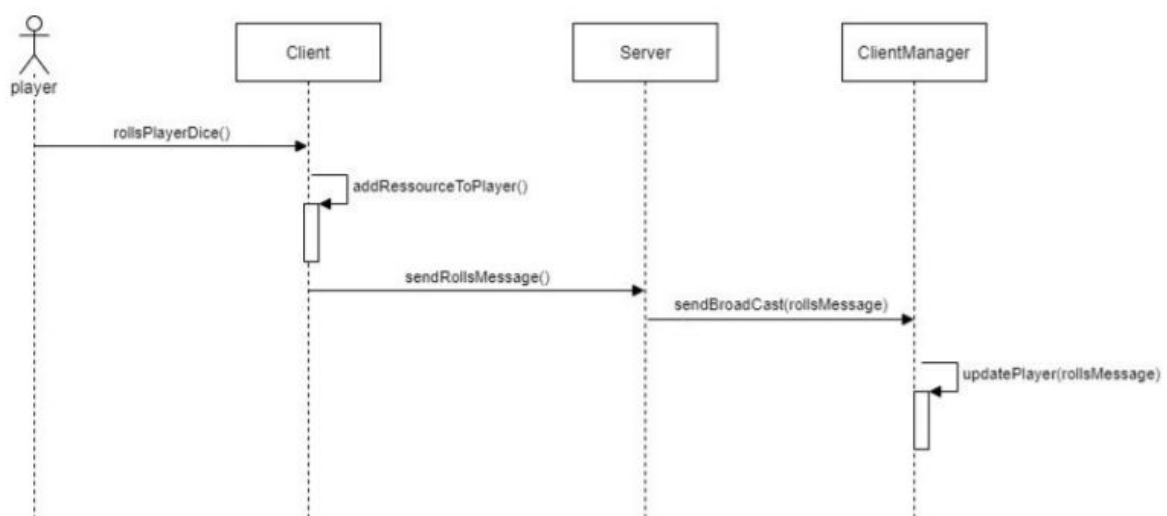 player
Client
Server
ClientManager
rollsPlayerDice()
addRessourceToPlayer()
sendRollsMessage()
sendBroadCast(rollsMessage)
updatePlayer(rollsMessage)